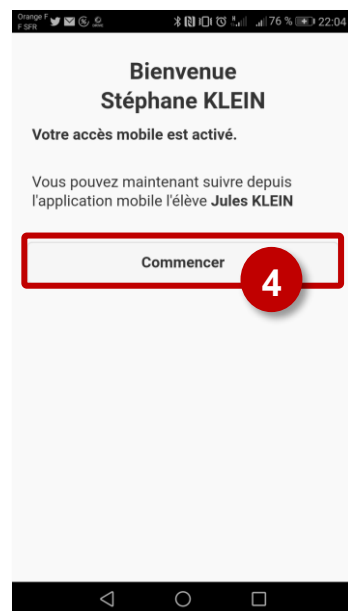 Orange F
F SFR
76 % 22:04
Bienvenue
Stéphane KLEIN
Votre accès mobile est activé.
Vous pouvez maintenant suivre depuis
l'application mobile l'élève Jules KLEIN
Commencer
4